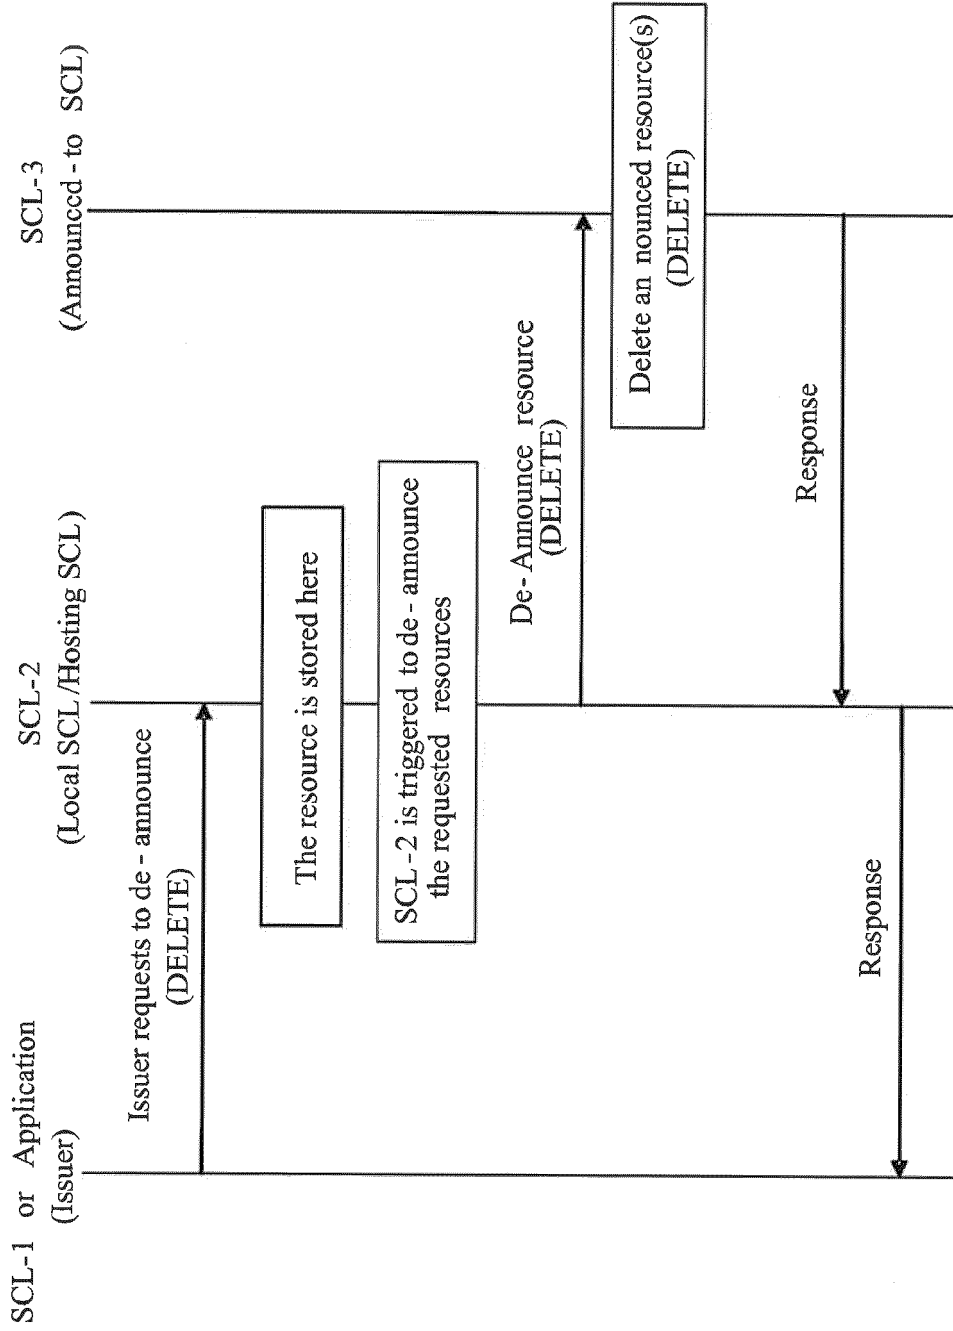 SCL-1 or Application
(Issuer)
SCL-2
(Local SCL/Hosting SCL)
SCL-3
(Announccd - to SCL)
Issuer requests to de - announce
(DELETE)
The resource is stored here
SCL-2 is triggered to de - announce
the requested resources
De - Announce resource
(DELETE)
Delete an nounced resource(s)
(DELETE)
Response
Response